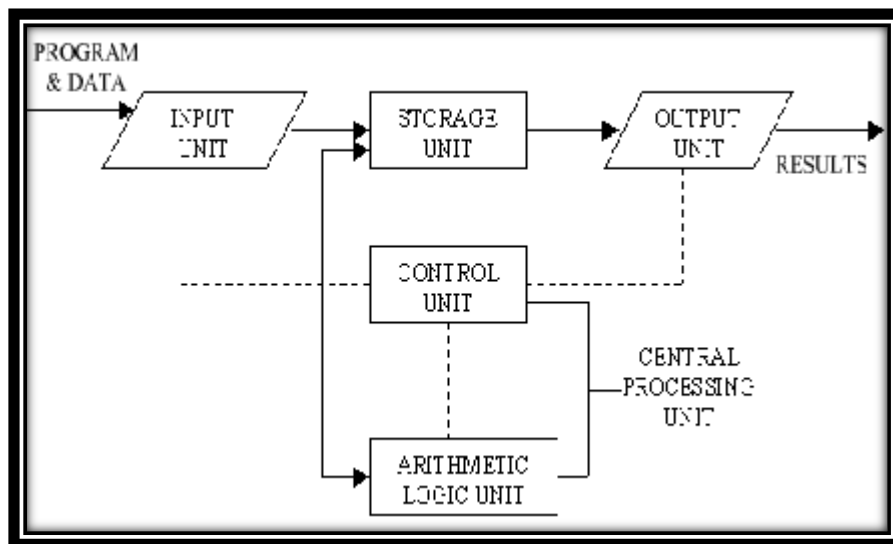 PROGRAM
& DATA
INPUT
UNIT
STORAGE
UNIT
OUTPUT
UNIT
RESULTS
CONTROL
UNIT
CENTRAL
PROCESSING
UNIT
ARITHMETIC
LOGIC UNIT